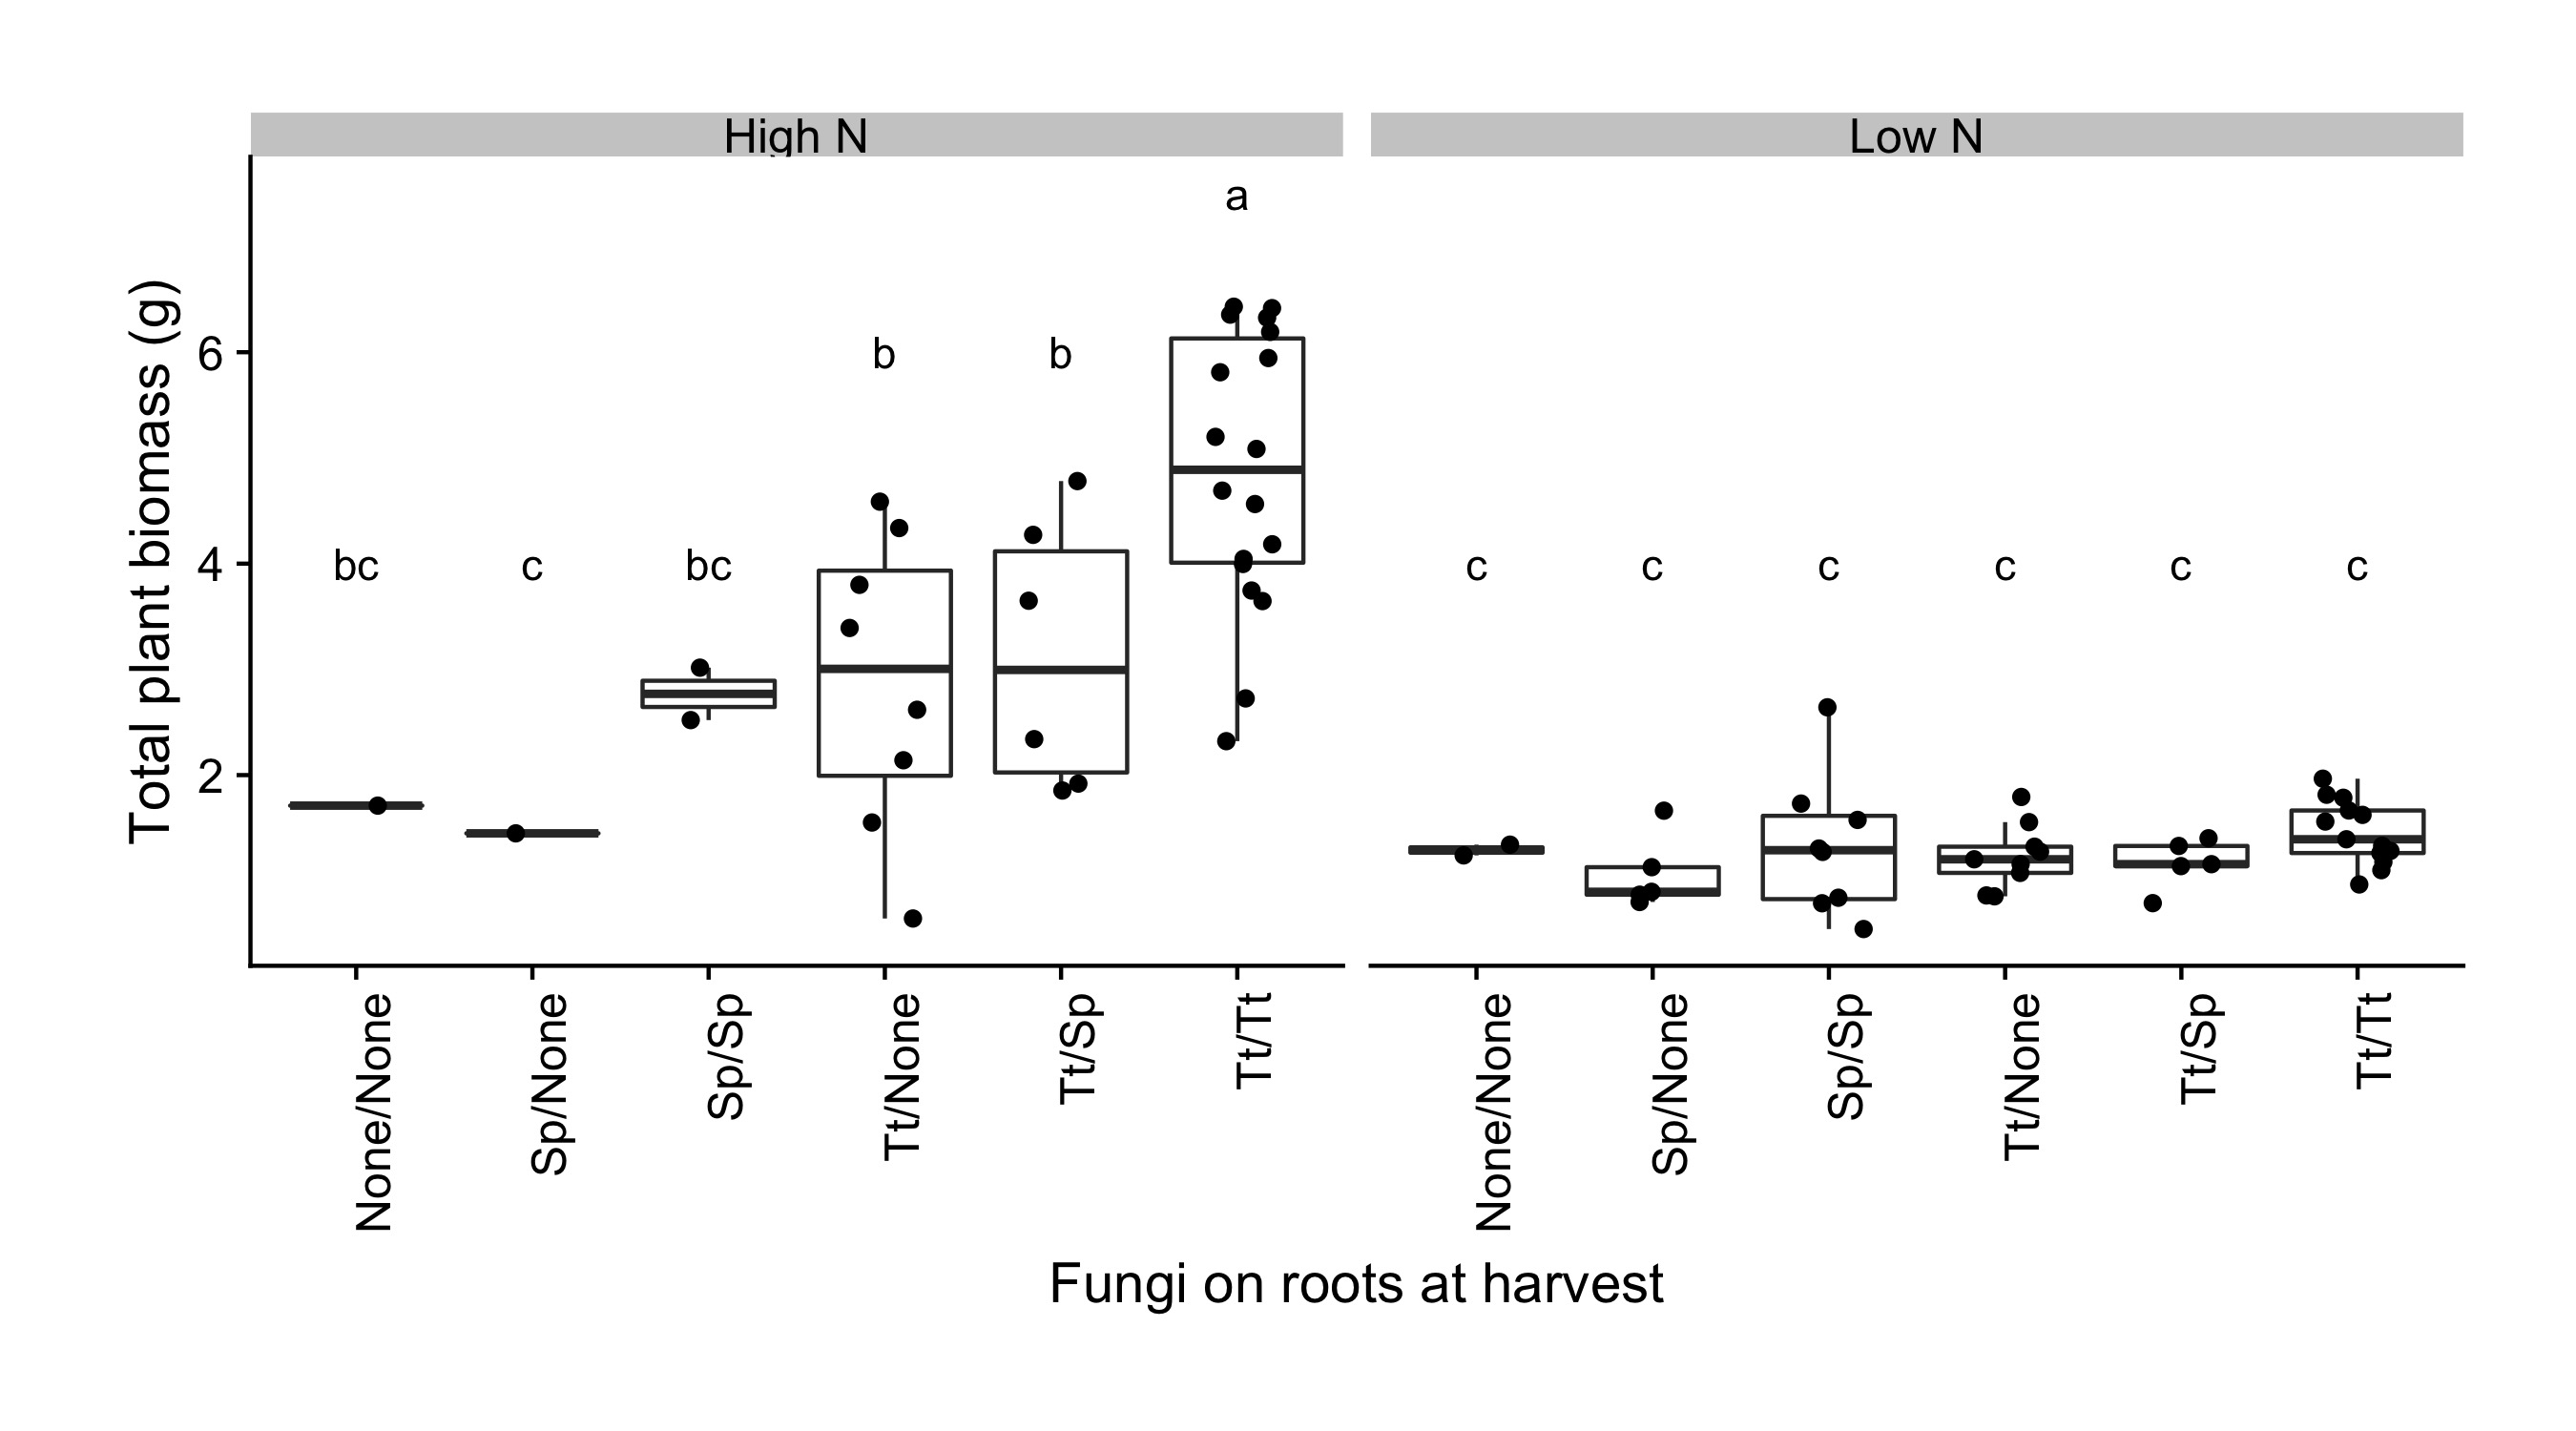 High N
Low N
a
b
b
bc
c
bc
c
c
c
c
c
c
6
4
2
Total plant biomass (g)
None/None
Sp/None
Sp/Sp
Tt/None
Tt/Sp
Tt/Tt
None/None
Sp/None
Sp/Sp
Tt/None
Tt/Sp
Tt/Tt
Fungi on roots at harvest